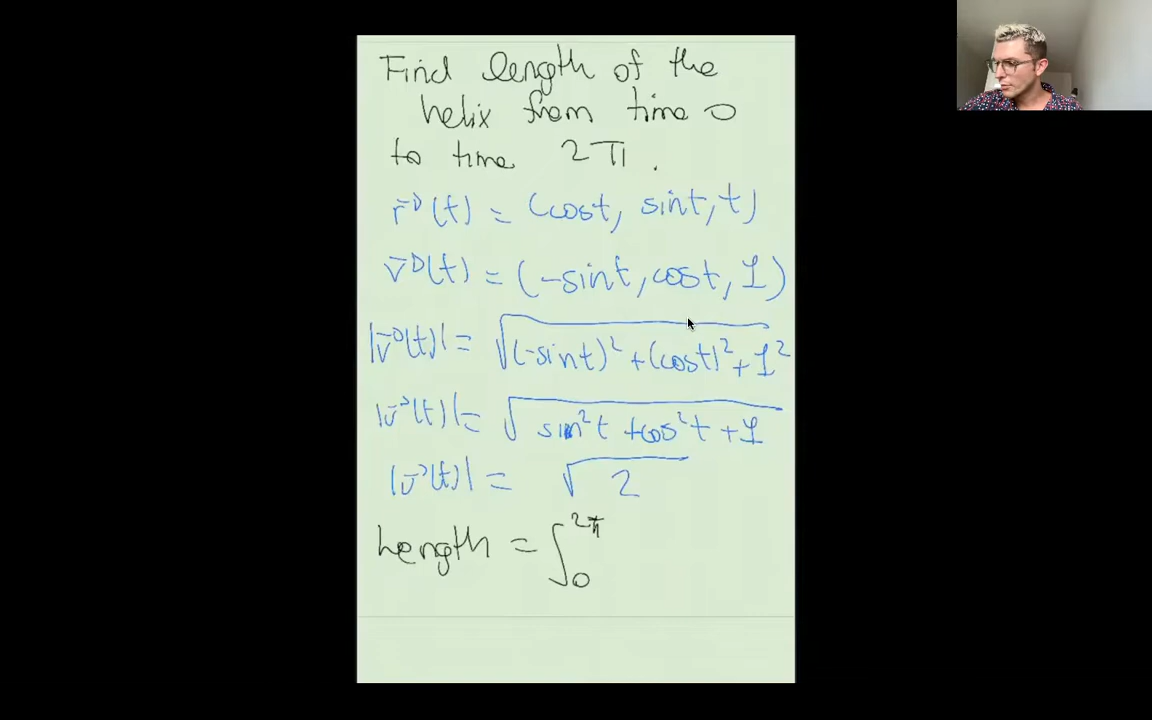 Find length of the
helix from time 0
to time 2π.
r⃗(t) = (cost, sint, t)
v⃗(t) = (-sint, cost, 1)
|v⃗(t)| = √((-sint)² + (cost)² + 1²)
|v⃗(t)| = √(sin²t + cos²t + 1)
|v⃗(t)| = √2
Length = ∫₀^2π